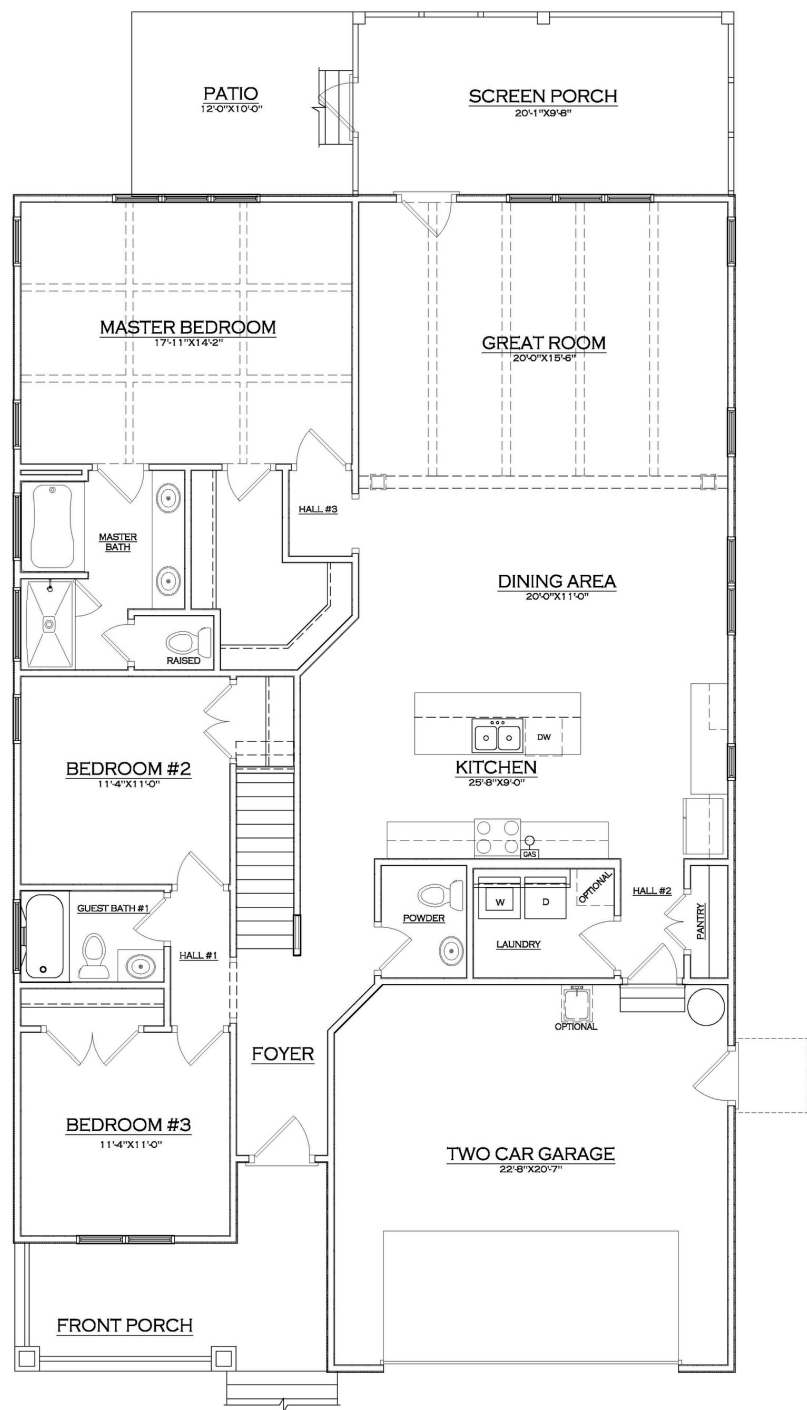 PATIO
12'-0"X10'-0"
SCREEN PORCH
20'-1"X9'-8"
MASTER BEDROOM
17'-11"X14'-2"
GREAT ROOM
20'-0"X15'-6"
HALL #3
MASTER
BATH
DINING AREA
20'-0"X11'-0"
RAISED
DW
KITCHEN
25'-8"X9'-0"
BEDROOM #2
11'-4"X11'-0"
GAS
GUEST BATH #1
POWDER
W
D
OPTIONAL
HALL #2
PANTRY
LAUNDRY
HALL #1
OPTIONAL
FOYER
BEDROOM #3
11'-4"X11'-0"
TWO CAR GARAGE
22'-8"X20'-7"
FRONT PORCH